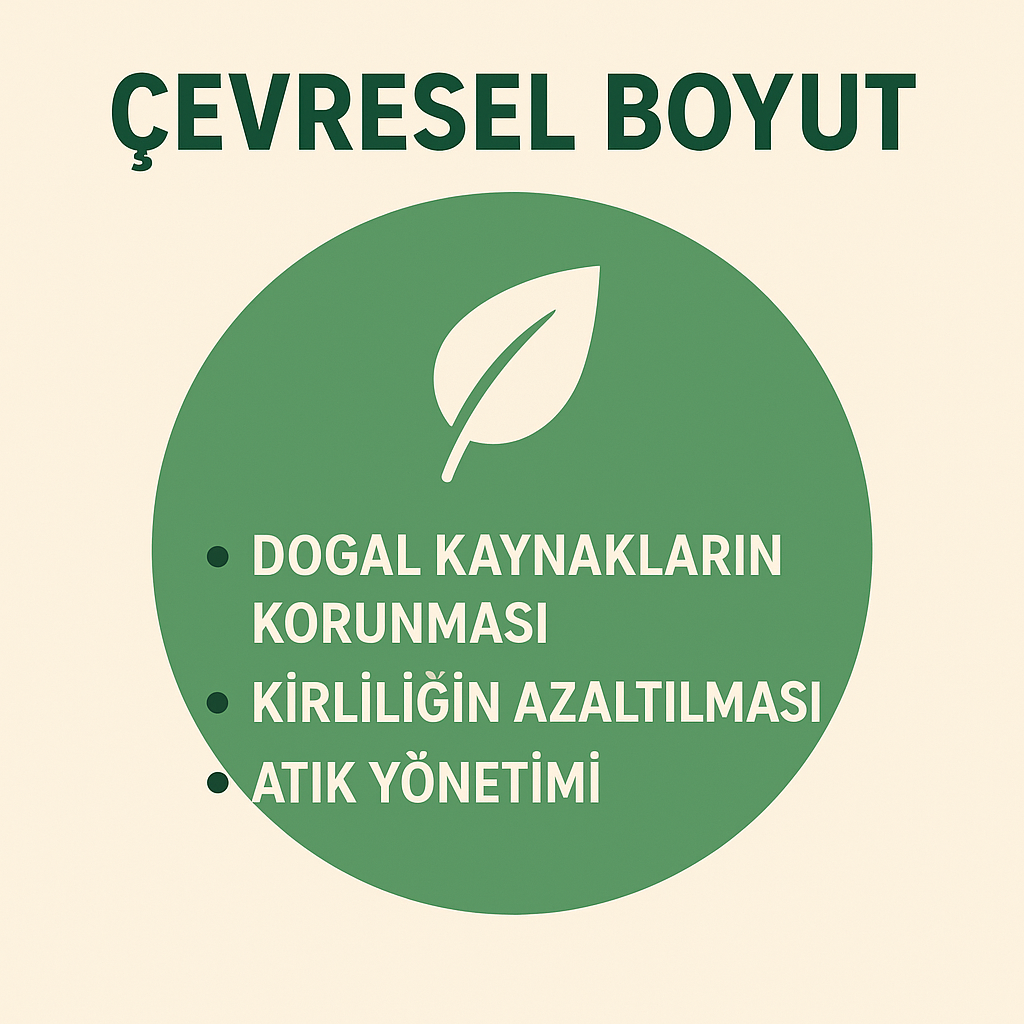 ÇEVRESEL BOYUT
• DOGAL KAYNAKLARIN
KORUNMASI
• KİRLİLİĞİN AZALTILMASI
• ATIK YÖNETİMİ